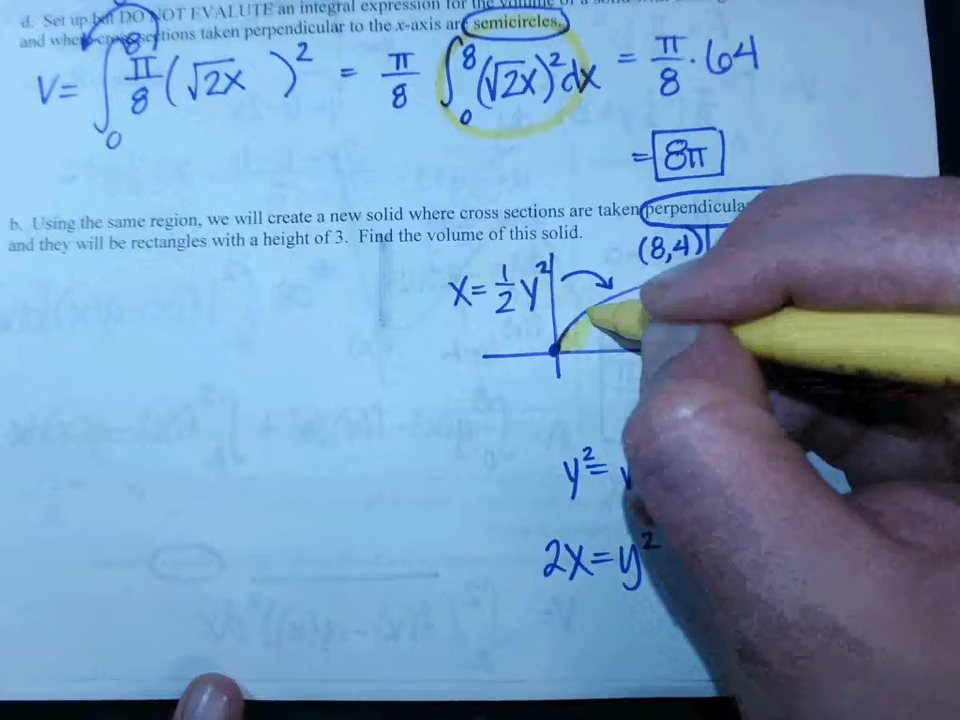 d. Set up but DO NOT EVALUTE an integral expression for the volume of a solid
and where cross sections taken perpendicular to the x-axis are semicircles.
V= ∫₀⁸ π/8 (√2x )² = π/8 ∫₀⁸ (√2x)² dx = π/8 · 64
= 8π
b. Using the same region, we will create a new solid where cross sections are taken
and they will be rectangles with a height of 3. Find the volume of this solid.
(8,4)
x = 1/2 y²
y² =
2x = y²